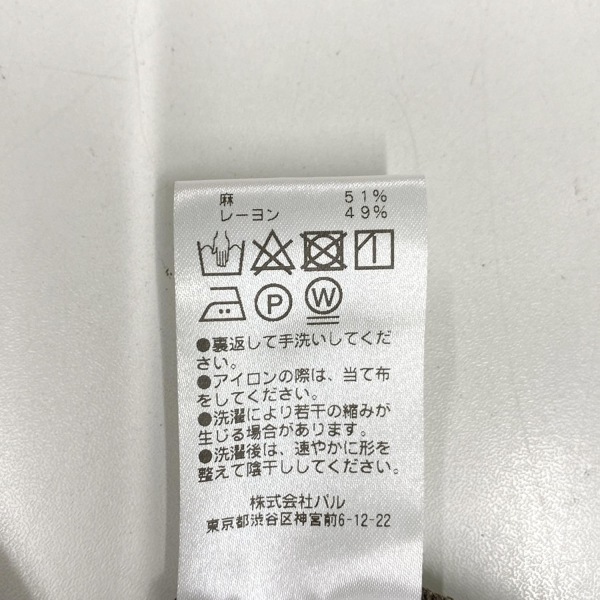 麻 51%
レーヨン 49%
P W
●裏返して手洗いしてくだ
さい。
●アイロンの際は、当て布
をしてください。
●洗濯により若干の縮みが
生じる場合があります。
●洗濯後は、速やかに形を
整えて陰干ししてください。
株式会社パル
東京都渋谷区神宮前6-12-22